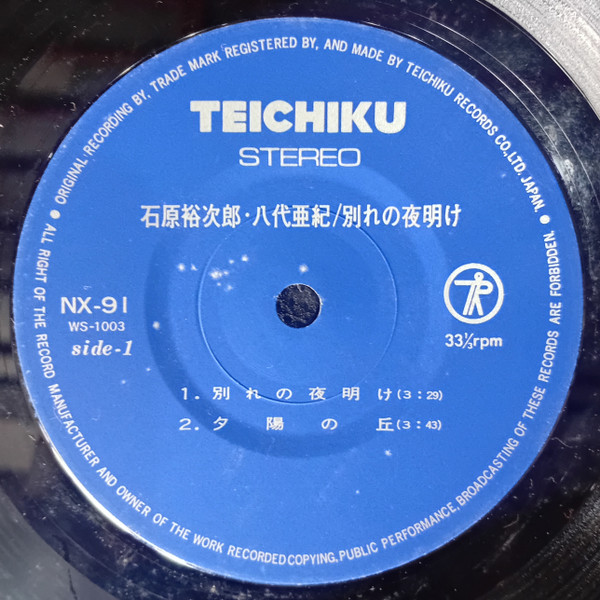 ORIGINAL RECORDING BY, TRADE MARK REGISTERED BY, AND MADE BY TEICHIKU RECORDS CO., LTD. JAPAN.
TEICHIKU
STEREO
石原裕次郎・八代亜紀/別れの夜明け
NX-91
WS-1003
side-1
33⅓rpm
1. 別れの夜明け(3:29)
2. 夕陽の丘(3:43)
ALL RIGHT OF THE RECORD MANUFACTURER AND OWNER OF THE WORK RECORDED COPYING, PUBLIC PERFORMANCE, BROADCASTING OF THESE RECORDS ARE FORBIDDEN.